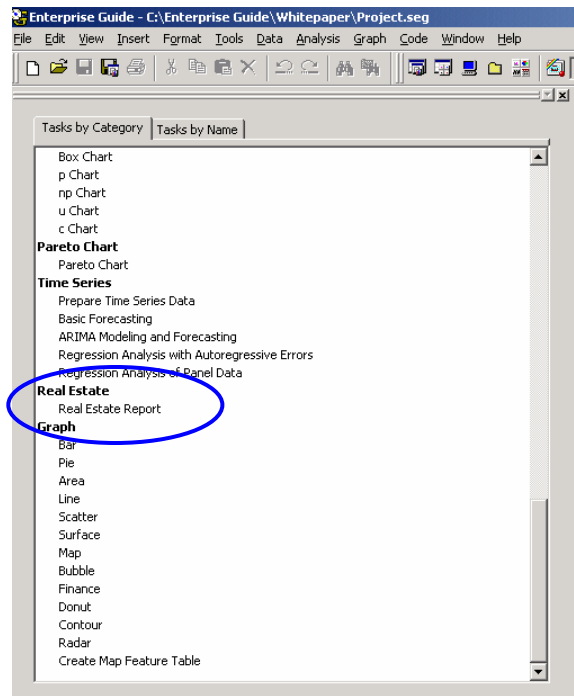 Enterprise Guide - C:\Enterprise Guide\Whitepaper\Project.seg
File Edit View Insert Format Tools Data Analysis Graph Code Window Help
Tasks by Category Tasks by Name
Box Chart
p Chart
np Chart
u Chart
c Chart
Pareto Chart
Pareto Chart
Time Series
Prepare Time Series Data
Basic Forecasting
ARIMA Modeling and Forecasting
Regression Analysis with Autoregressive Errors
Regression Analysis of Panel Data
Real Estate
Real Estate Report
Graph
Bar
Pie
Area
Line
Scatter
Surface
Map
Bubble
Finance
Donut
Contour
Radar
Create Map Feature Table